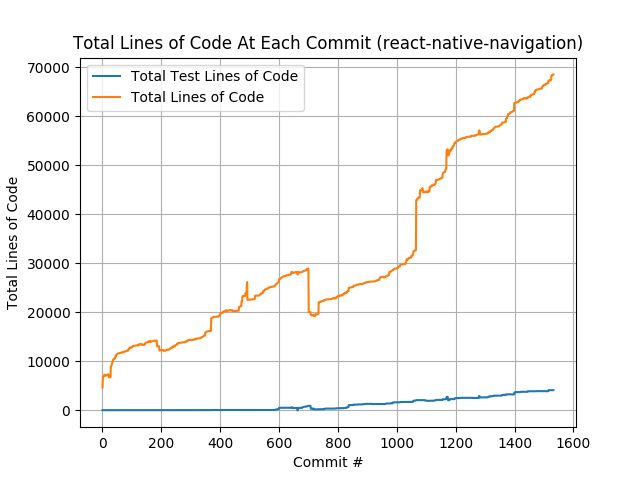 Total Lines of Code At Each Commit (react-native-navigation)
Total Test Lines of Code
Total Lines of Code
Total Lines of Code
70000
60000
50000
40000
30000
20000
10000
0
0 200 400 600 800 1000 1200 1400 1600
Commit #